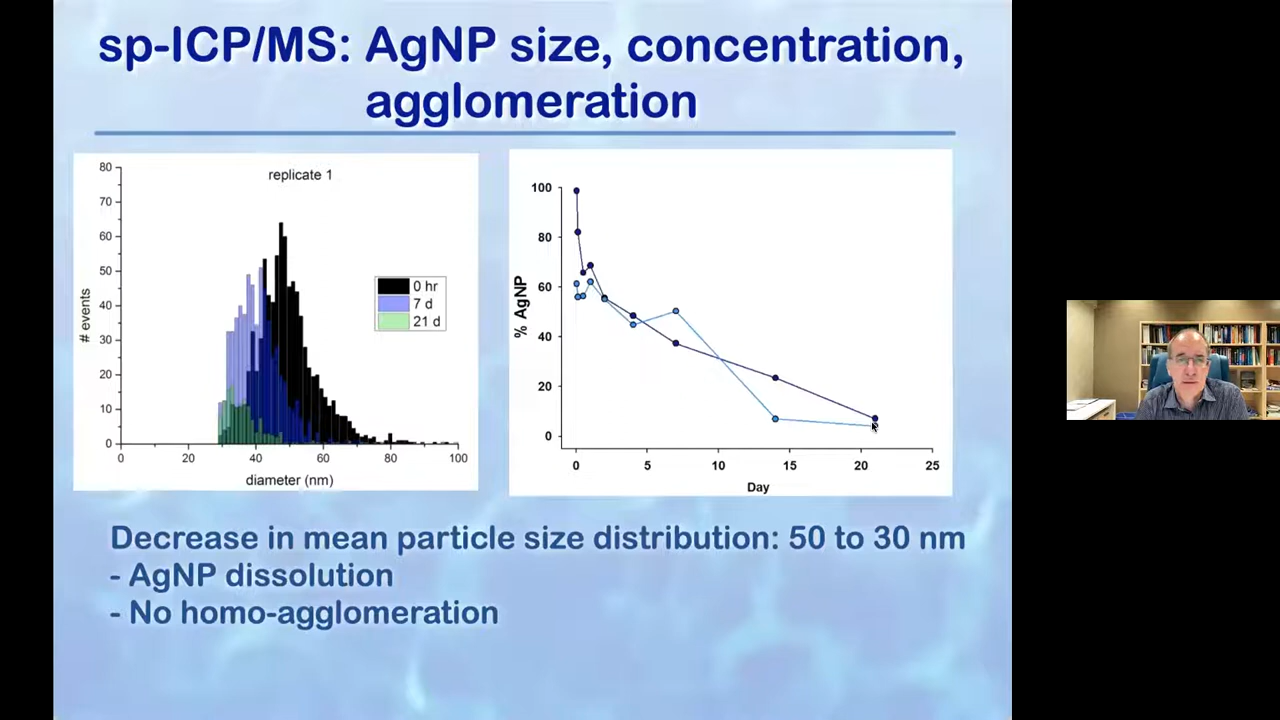 sp-ICP/MS: AgNP size, concentration,
agglomeration
replicate 1
80
70
60
50
40
30
20
10
0
# events
0 hr
7 d
21 d
0 20 40 60 80 100
diameter (nm)
100
80
60
40
20
0
% AgNP
0 5 10 15 20 25
Day
Decrease in mean particle size distribution: 50 to 30 nm
- AgNP dissolution
- No homo-agglomeration